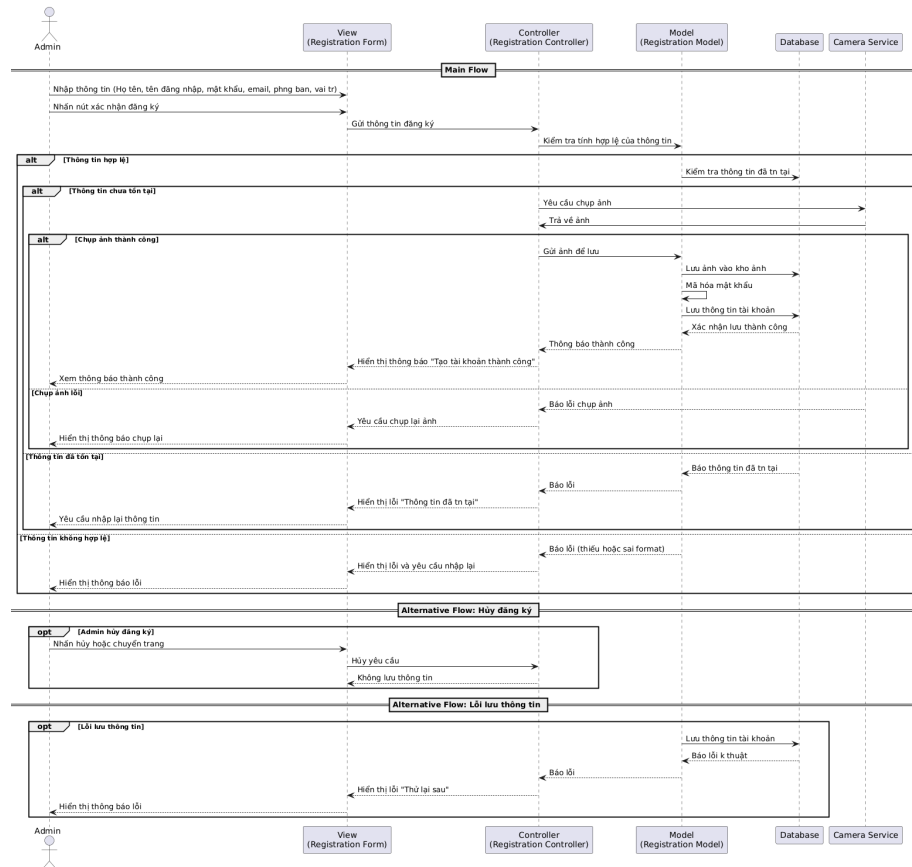 Admin
View
(Registration Form)
Controller
(Registration Controller)
Model
(Registration Model)
Database
Camera Service
Main Flow
Nhập thông tin (Họ tên, tên đăng nhập, mật khẩu, email, phng ban, vai tr)
Nhấn nút xác nhận đăng ký
Gửi thông tin đăng ký
Kiểm tra tính hợp lệ của thông tin
alt [Thông tin hợp lệ]
Kiểm tra thông tin đã tn tại
alt [Thông tin chưa tồn tại]
Yêu cầu chụp ảnh
Trả về ảnh
alt [Chụp ảnh thành công]
Gửi ảnh để lưu
Lưu ảnh vào kho ảnh
Mã hóa mật khẩu
Lưu thông tin tài khoản
Xác nhận lưu thành công
Thông báo thành công
Hiển thị thông báo "Tạo tài khoản thành công"
Xem thông báo thành công
[Chụp ảnh lỗi]
Báo lỗi chụp ảnh
Yêu cầu chụp lại ảnh
Hiển thị thông báo chụp lại
[Thông tin đã tồn tại]
Báo thông tin đã tn tại
Báo lỗi
Hiển thị lỗi "Thông tin đã tn tại"
Yêu cầu nhập lại thông tin
[Thông tin không hợp lệ]
Báo lỗi (thiếu hoặc sai format)
Hiển thị lỗi và yêu cầu nhập lại
Hiển thị thông báo lỗi
Alternative Flow: Hủy đăng ký
opt [Admin hủy đăng ký]
Nhấn hủy hoặc chuyển trang
Hủy yêu cầu
Không lưu thông tin
Alternative Flow: Lỗi lưu thông tin
opt [Lỗi lưu thông tin]
Lưu thông tin tài khoản
Báo lỗi k thuật
Báo lỗi
Hiển thị lỗi "Thử lại sau"
Hiển thị thông báo lỗi
Admin
View
(Registration Form)
Controller
(Registration Controller)
Model
(Registration Model)
Database
Camera Service